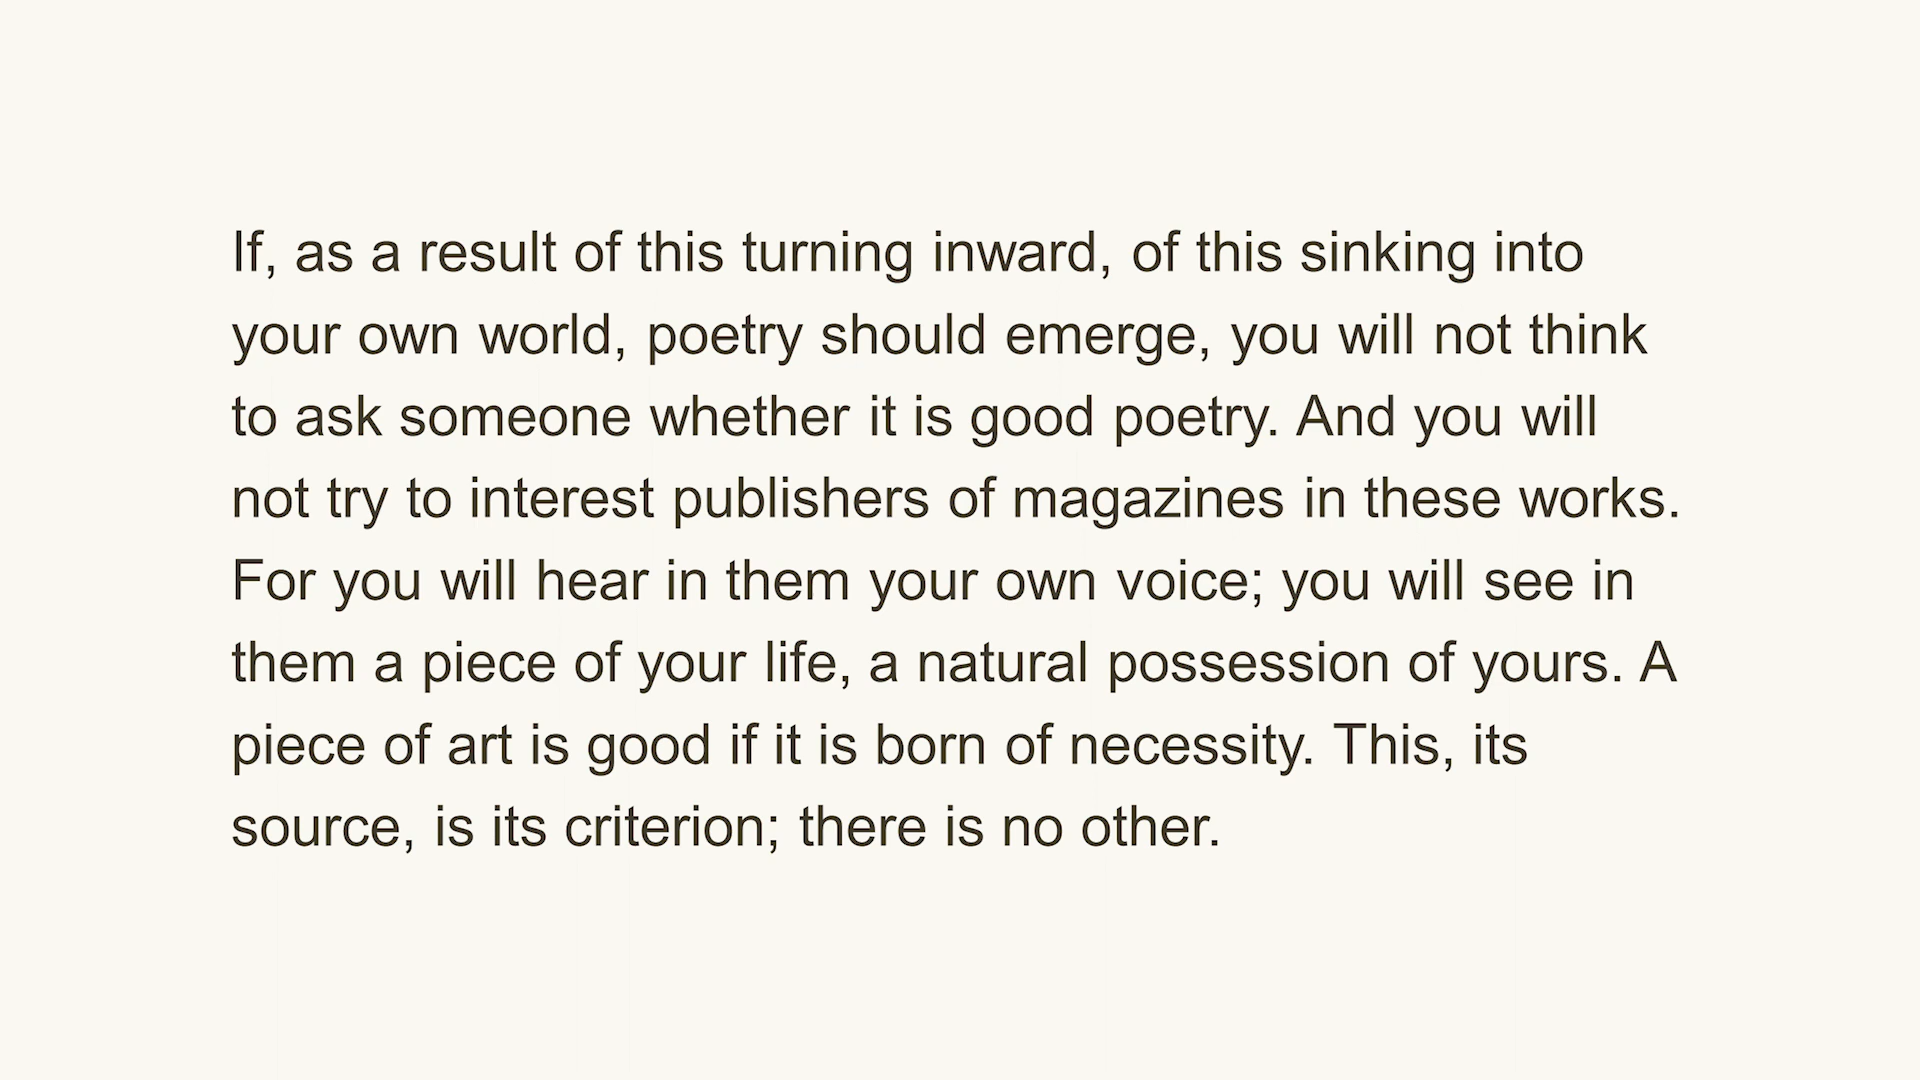 If, as a result of this turning inward, of this sinking into
your own world, poetry should emerge, you will not think
to ask someone whether it is good poetry. And you will
not try to interest publishers of magazines in these works.
For you will hear in them your own voice; you will see in
them a piece of your life, a natural possession of yours. A
piece of art is good if it is born of necessity. This, its
source, is its criterion; there is no other.